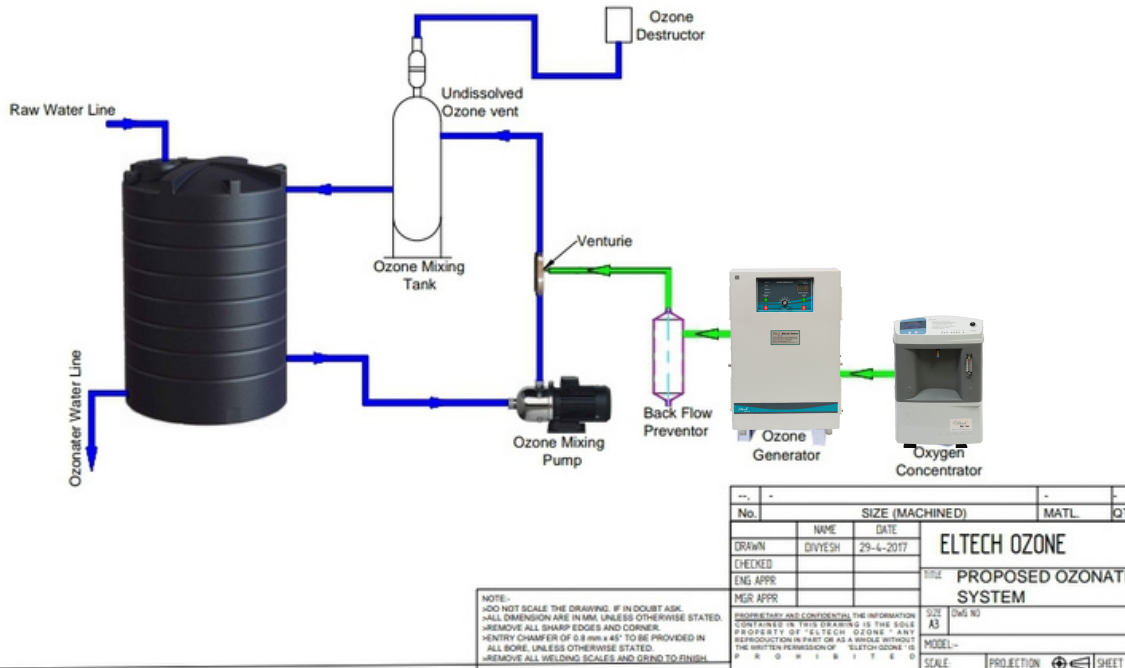 Ozone
Destructor
Undissolved
Ozone vent
Raw Water Line
Venturie
Ozone Mixing
Tank
Ozonater Water Line
Ozone Mixing
Pump
Back Flow
Preventor
Ozone
Generator
Oxygen
Concentrator
--, - - -
No. SIZE (MACHINED) MATL. QT
NAME DATE
DRAWN DIVYESH 29-4-2017
CHECKED
ENG APPR
MGR APPR
ELTECH OZONE
TITLE PROPOSED OZONATI
SYSTEM
SIZE DWG NO
A3
MODEL:-
SCALE: PROJECTION SHEET
PROPRIETARY AND CONFIDENTIAL THE INFORMATION
CONTAINED IN THIS DRAWING IS THE SOLE
PROPERTY OF "ELTECH OZONE" ANY
REPRODUCTION IN PART OR AS A WHOLE WITHOUT
THE WRITTEN PERMISSION OF "ELETCH OZONE" IS
P R O H I B I T E D
NOTE:-
>DO NOT SCALE THE DRAWING. IF IN DOUBT ASK.
>ALL DIMENSION ARE IN MM, UNLESS OTHERWISE STATED.
>REMOVE ALL SHARP EDGES AND CORNER.
>ENTRY CHAMFER OF 0.8 mm x 45° TO BE PROVIDED IN
ALL BORE, UNLESS OTHERWISE STATED.
>REMOVE ALL WELDING SCALES AND GRIND TO FINISH.